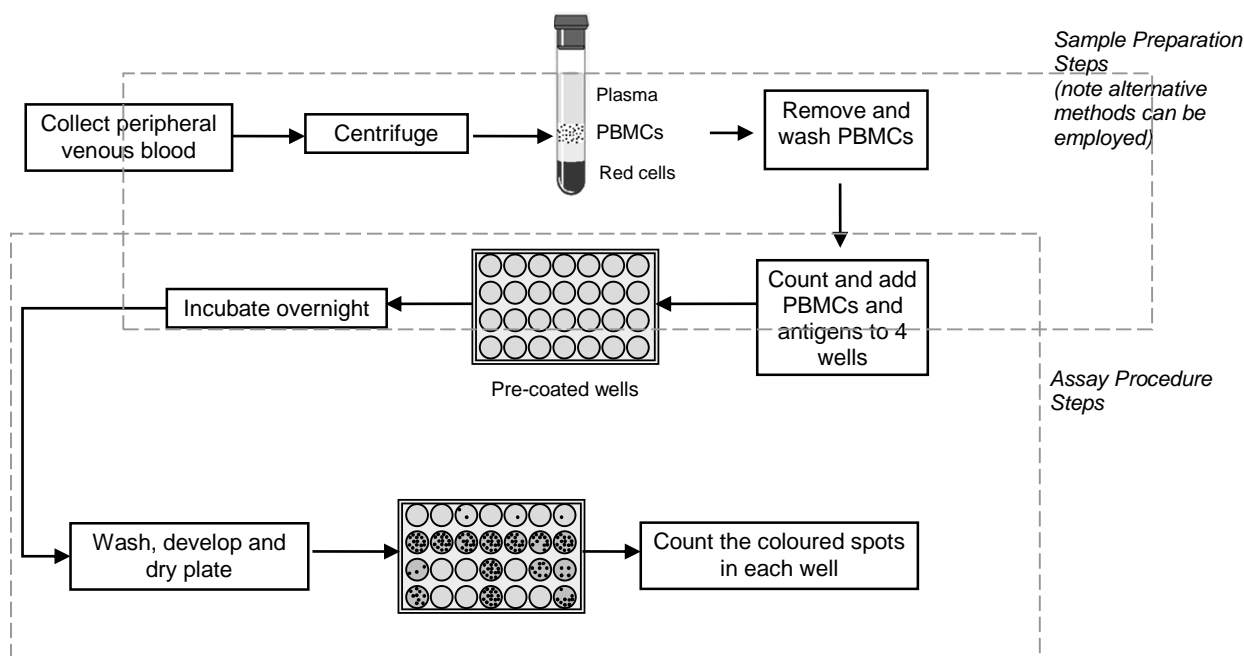 Sample Preparation
Steps
(note alternative
methods can be
employed)
Collect peripheral
venous blood
Centrifuge
Plasma
PBMCs
Red cells
Remove and
wash PBMCs
Count and add
PBMCs and
antigens to 4
wells
Pre-coated wells
Incubate overnight
Assay Procedure
Steps
Wash, develop and
dry plate
Count the coloured spots
in each well